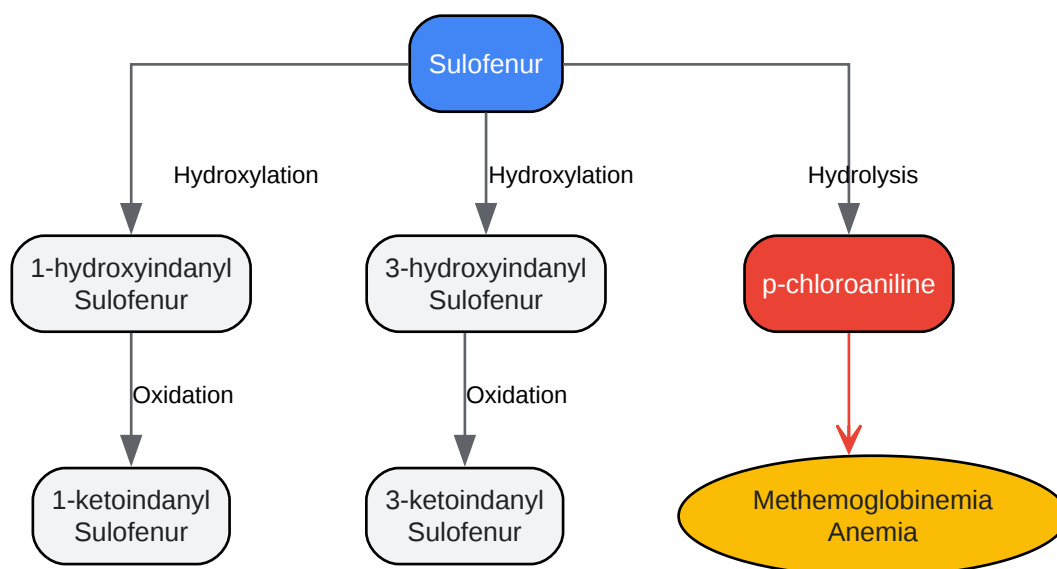 Sulofenur
Hydroxylation
Hydroxylation
Hydrolysis
1-hydroxyindanyl
Sulofenur
3-hydroxyindanyl
Sulofenur
p-chloroaniline
Oxidation
Oxidation
1-ketoindanyl
Sulofenur
3-ketoindanyl
Sulofenur
Methemoglobinemia
Anemia